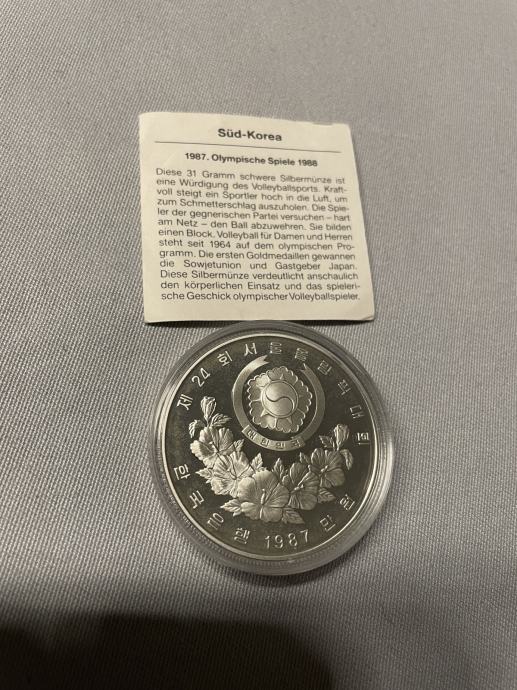 Süd-Korea
1987. Olympische Spiele 1988
Diese 31 Gramm schwere Silbermünze ist
eine Würdigung des Volleyballsports. Kraft-
voll steigt ein Sportler hoch in die Luft, um
zum Schmetterschlag auszuholen. Die Spie-
ler der gegnerischen Partei versuchen – hart
am Netz – den Ball abzuwehren. Sie bilden
einen Block. Volleyball für Damen und Herren
steht seit 1964 auf dem olympischen Pro-
gramm. Die ersten Goldmedaillen gewannen
die Sowjetunion und Gastgeber Japan.
Diese Silbermünze verdeutlicht anschaulich
den körperlichen Einsatz und das spieleri-
sche Geschick olympischer Volleyballspieler.
제 24 회 서울올림픽대회
대한민국
한국은행 1987 만원